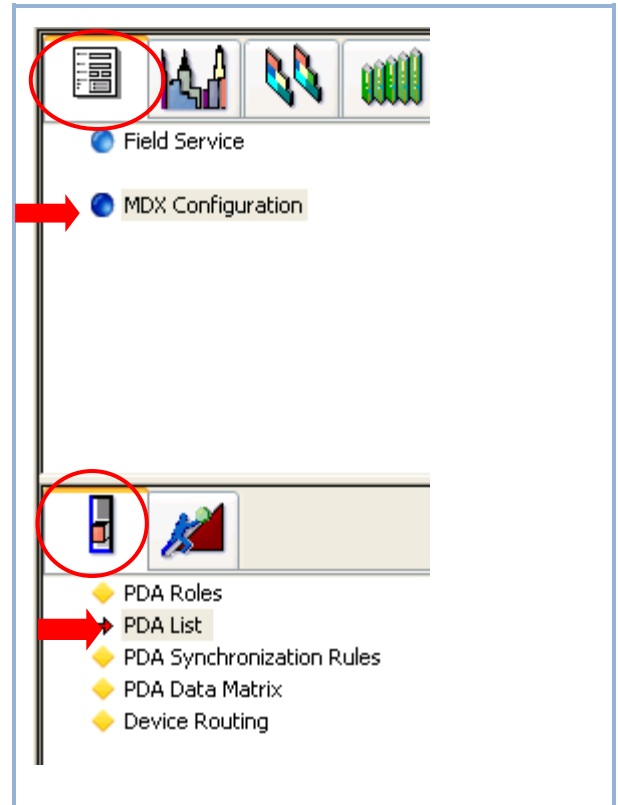 Field Service
MDX Configuration
PDA Roles
PDA List
PDA Synchronization Rules
PDA Data Matrix
Device Routing